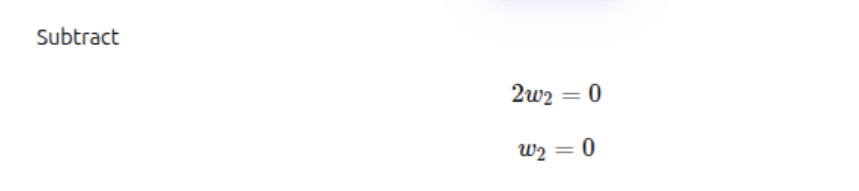 Subtract
2w₂ = 0
w₂ = 0